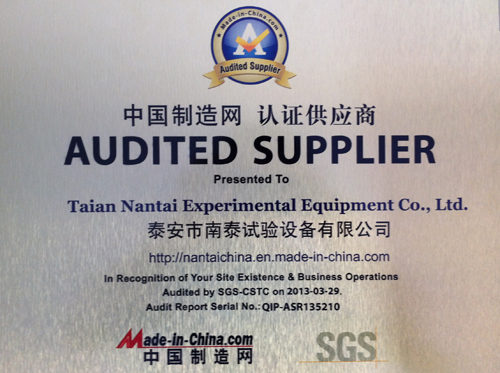 Made-in-China.com
Audited Supplier
中国制造网 认证供应商
AUDITED SUPPLIER
Presented To
Taian Nantai Experimental Equipment Co., Ltd.
泰安市南泰试验设备有限公司
http://nantaichina.en.made-in-china.com
In Recognition of Your Site Existence & Business Operations
Audited by SGS-CSTC on 2013-03-29.
Audit Report Serial No.: QIP-ASR135210
Made-in-China.com
中国制造网
SGS